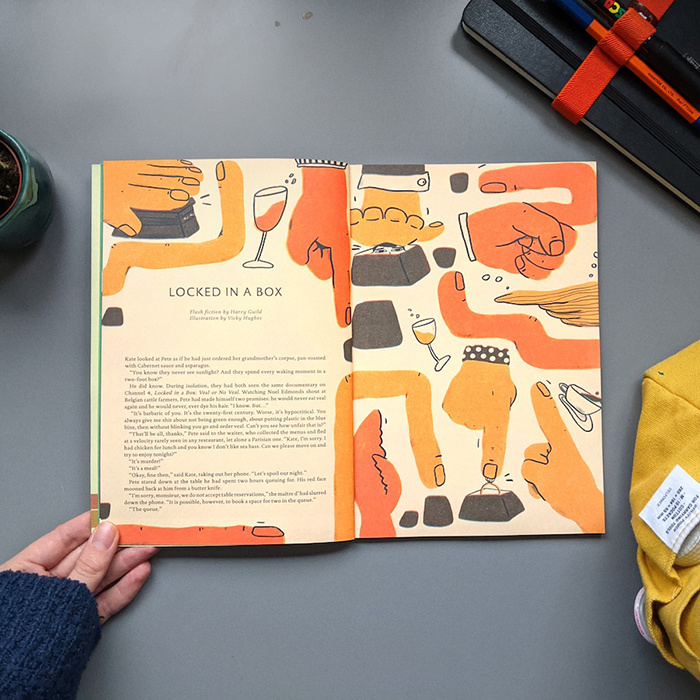 LOCKED IN A BOX
Flash fiction by Harry Guild
Illustration by Vicky Hughes
Kate looked at Pete as if he had just ordered her grandmother's corpse, pan-roasted
with Cabernet sauce and asparagus.
"You know they never see sunlight? And they spend every waking moment in a
two-foot box?"
He did know. During isolation, they had both seen the same documentary on
Channel 4, Locked in a Box: Veal or No Veal. Watching Noel Edmonds shout at
Belgian cattle farmers, Pete had made himself two promises: he would never eat veal
again and he would never, ever dye his hair. "I know. But..."
"It's barbaric of you. It's the twenty-first century. Worse, it's hypocritical. You
always give me shit about not being green enough, about putting plastic in the blue
bins, then without blinking you go and order veal. Can't you see how unfair that is?"
"That'll be all, thanks," Pete said to the waiter, who collected the menus and fled
at a velocity rarely seen in any restaurant, let alone a Parisian one. "Kate, I'm sorry. I
had chicken for lunch and you know I don't like sea bass. Can we please move on and
try to enjoy tonight?"
"It's murder!"
"It's a meal!"
"Okay, fine then," said Kate, taking out her phone. "Let's spoil our night."
Pete stared down at the table he had spent two hours queuing for. His red face
mooned back at him from a butter knife.
"I'm sorry, monsieur, we do not accept table reservations," the maître d' had slurred
down the phone. "It is possible, however, to book a space for two in the queue."
"The queue."